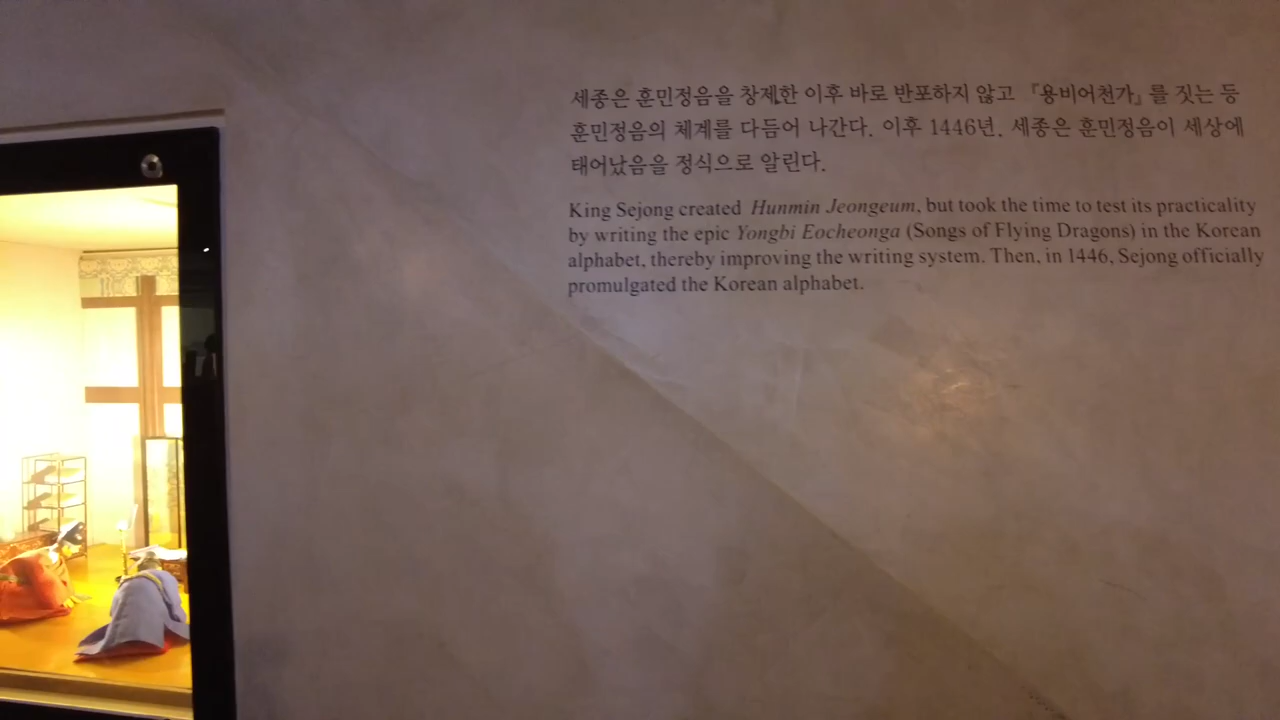 세종은 훈민정음을 창제한 이후 바로 반포하지 않고 『용비어천가』를 짓는 등
훈민정음의 체계를 다듬어 나간다. 이후 1446년, 세종은 훈민정음이 세상에
태어났음을 정식으로 알린다.
King Sejong created Hunmin Jeongeum, but took the time to test its practicality
by writing the epic Yongbi Eocheonga (Songs of Flying Dragons) in the Korean
alphabet, thereby improving the writing system. Then, in 1446, Sejong officially
promulgated the Korean alphabet.